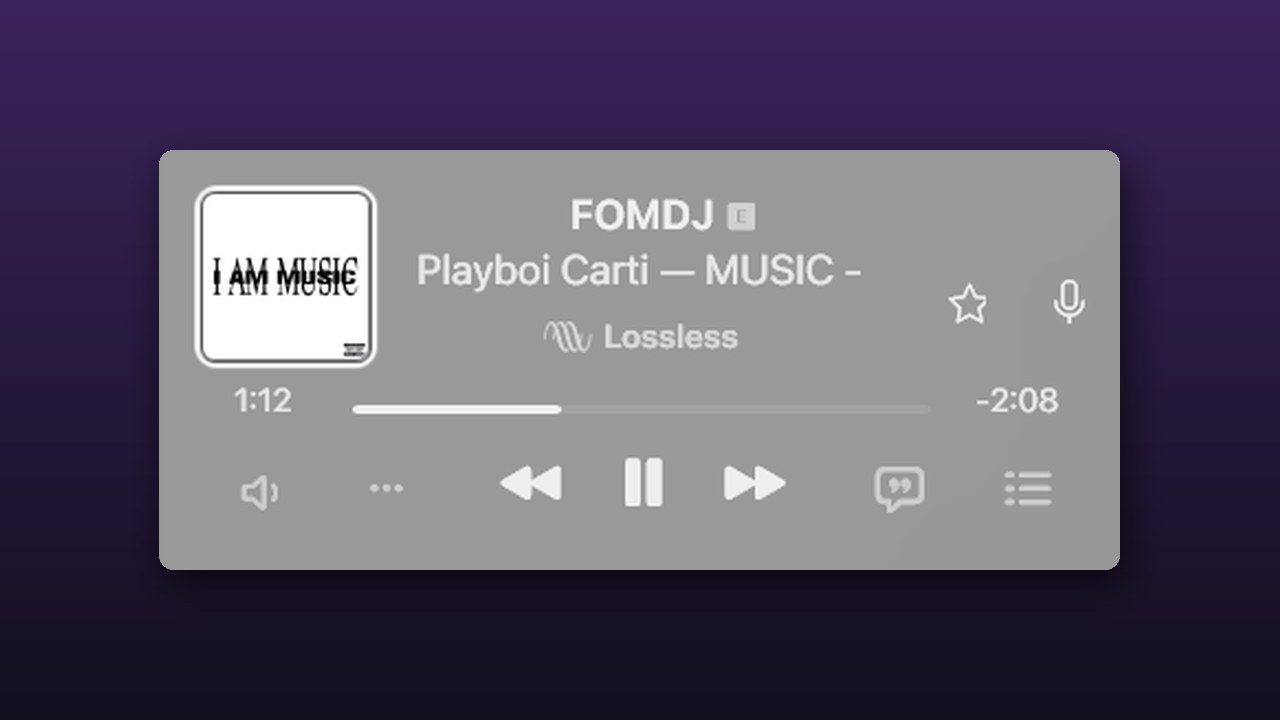 I AM MUSIC
FOMDJ E
Playboi Carti — MUSIC -
Lossless
1:12
-2:08